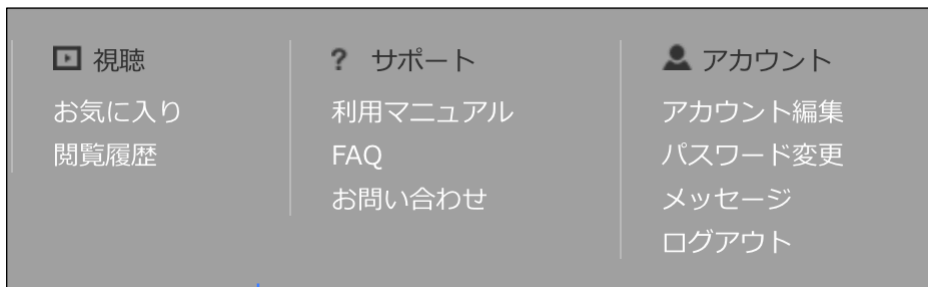 視聴
お気に入り
閲覧履歴
? サポート
利用マニュアル
FAQ
お問い合わせ
アカウント
アカウント編集
パスワード変更
メッセージ
ログアウト